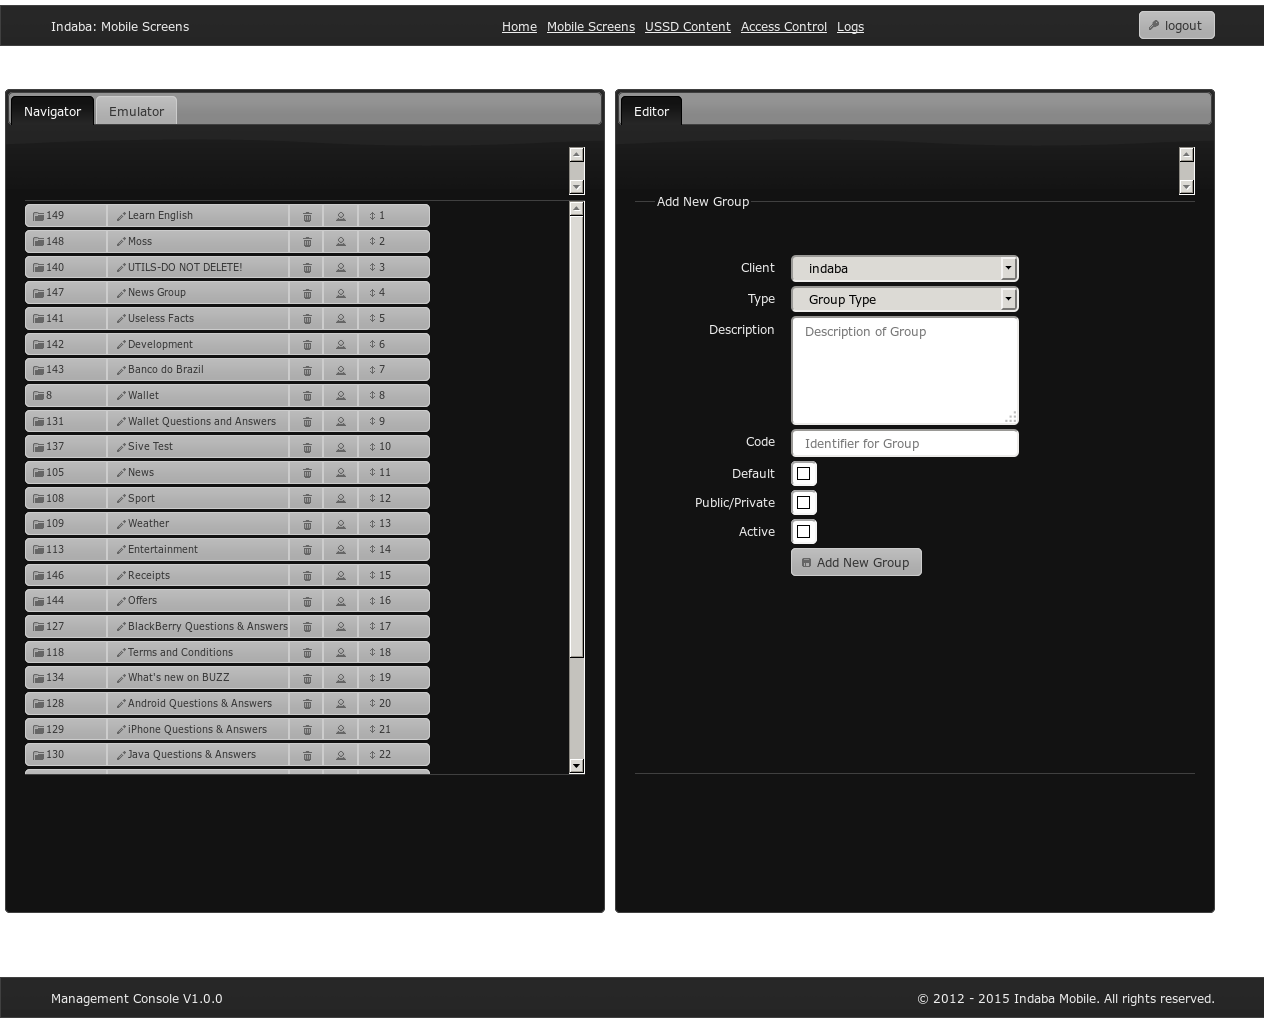 Indaba: Mobile Screens
Home Mobile Screens USSD Content Access Control Logs
logout
Navigator Emulator
149 Learn English 1
148 Moss 2
140 UTILS-DO NOT DELETE! 3
147 News Group 4
141 Useless Facts 5
142 Development 6
143 Banco do Brazil 7
8 Wallet 8
131 Wallet Questions and Answers 9
137 Sive Test 10
105 News 11
108 Sport 12
109 Weather 13
113 Entertainment 14
146 Receipts 15
144 Offers 16
127 BlackBerry Questions & Answers 17
118 Terms and Conditions 18
134 What's new on BUZZ 19
128 Android Questions & Answers 20
129 iPhone Questions & Answers 21
130 Java Questions & Answers 22
Editor
Add New Group
Client indaba
Type Group Type
Description Description of Group
Code Identifier for Group
Default
Public/Private
Active
Add New Group
Management Console V1.0.0
© 2012 - 2015 Indaba Mobile. All rights reserved.